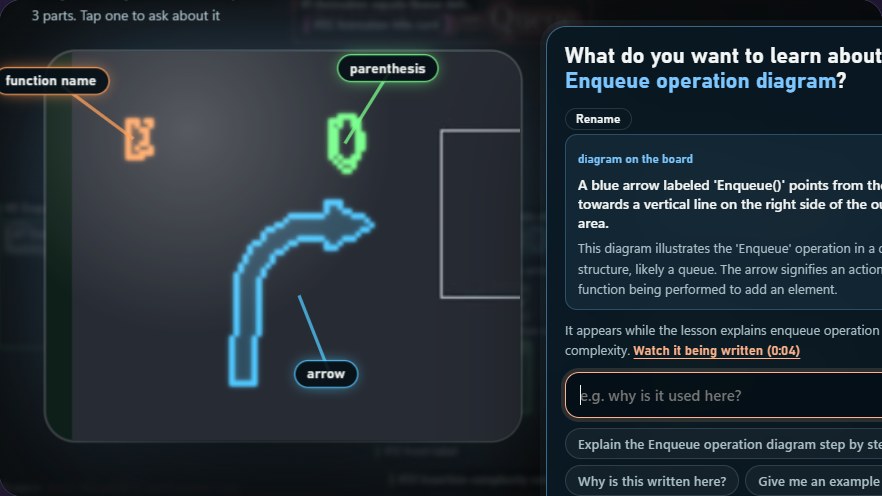 3 parts. Tap one to ask about it
function name
parenthesis
arrow
What do you want to learn about
Enqueue operation diagram?
Rename
diagram on the board
A blue arrow labeled 'Enqueue()' points from the
towards a vertical line on the right side of the
area.
This diagram illustrates the 'Enqueue' operation in a
structure, likely a queue. The arrow signifies an action
function being performed to add an element.
It appears while the lesson explains enqueue operation
complexity. Watch it being written (0:04)
e.g. why is it used here?
Explain the Enqueue operation diagram step by
Why is this written here?
Give me an example